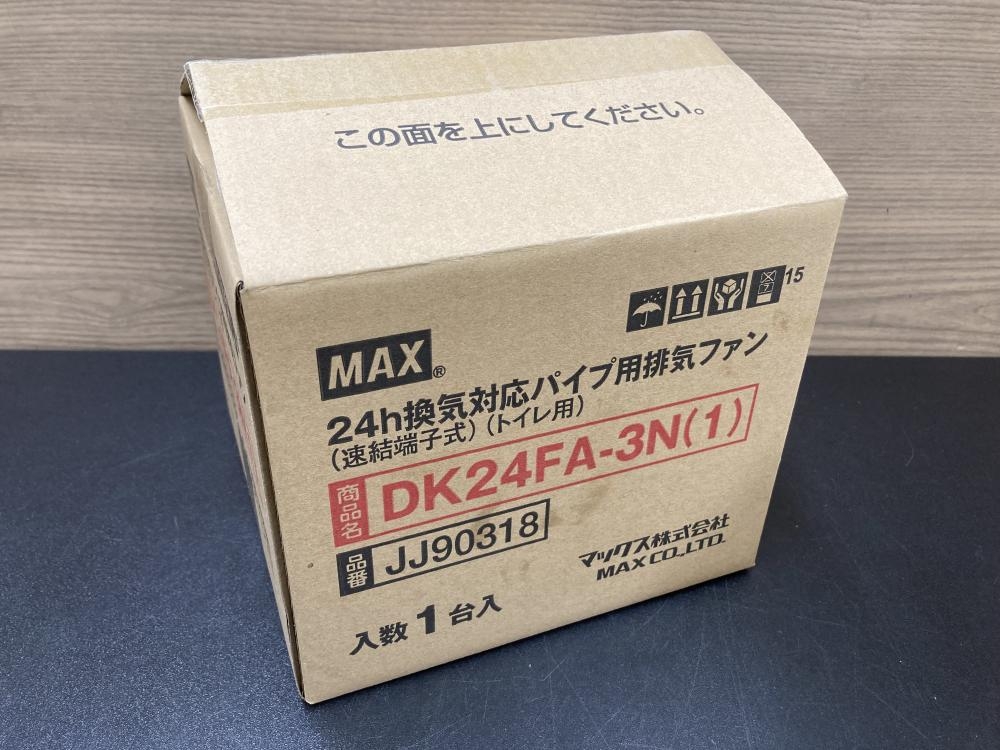 この面を上にしてください。
15
7
MAX®
24h換気対応パイプ用排気ファン
(速結端子式)(トイレ用)
商品名 DK24FA-3N(1)
品番 JJ90318
マックス株式会社
MAX CO.,LTD.
入数1台入